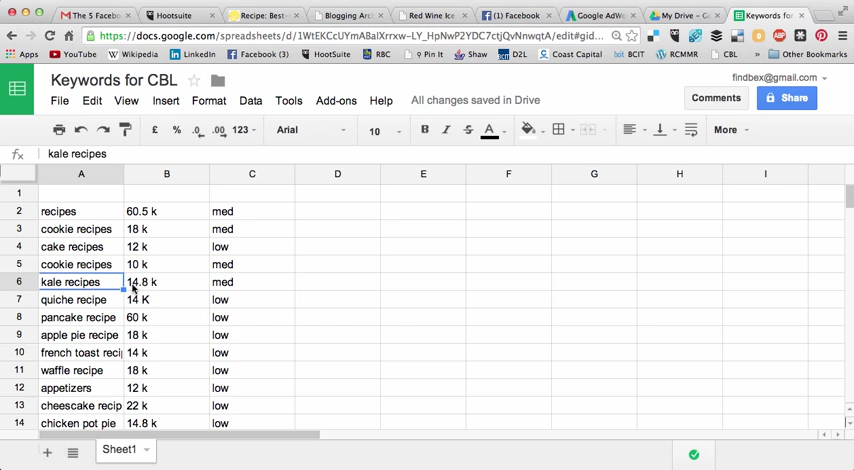 The 5 Faceb
Hootsuite
Recipe: Best-
Blogging Arc
Red Wine Ice
(1) Facebook
Google AdWo
My Drive - G
Keywords for
https://docs.google.com/spreadsheets/d/1WtEKCcUYmABalXrrxw-LY_HpNwP2YDC7ctjQvNnwqtA/edit#gid...
Apps YouTube Wikipedia LinkedIn Facebook (3) HootSuite RBC Pin It Shaw D2L Coast Capital BCIT RCMMR CBL » Other Bookmarks
Keywords for CBL
findbex@gmail.com
File Edit View Insert Format Data Tools Add-ons Help All changes saved in Drive
Comments Share
£ % .0 .00 123 Arial 10 B I S A More
fx kale recipes
A B C D E F G H I
1
2 recipes 60.5 k med
3 cookie recipes 18 k med
4 cake recipes 12 k low
5 cookie recipes 10 k med
6 kale recipes 14.8 k med
7 quiche recipe 14 K low
8 pancake recipe 60 k low
9 apple pie recipe 18 k low
10 french toast reci 14 k low
11 waffle recipe 18 k low
12 appetizers 12 k low
13 cheescake recip 22 k low
14 chicken pot pie 14.8 k low
Sheet1